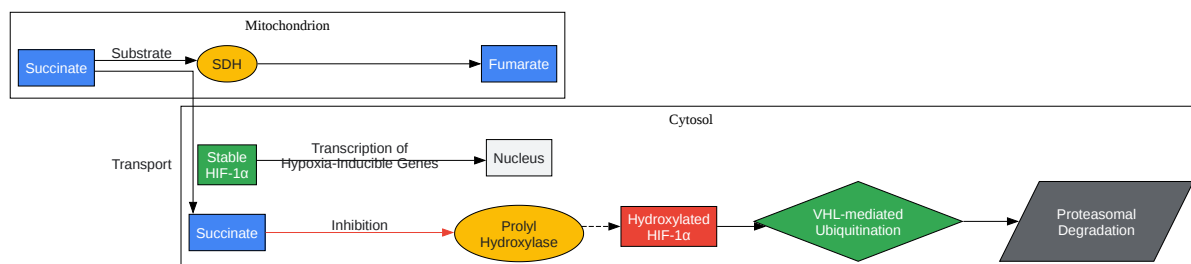 Mitochondrion
Substrate
Succinate
SDH
Fumarate
Cytosol
Transport
Stable
HIF-1α
Transcription of
Hypoxia-Inducible Genes
Nucleus
Succinate
Inhibition
Prolyl
Hydroxylase
Hydroxylated
HIF-1α
VHL-mediated
Ubiquitination
Proteasomal
Degradation